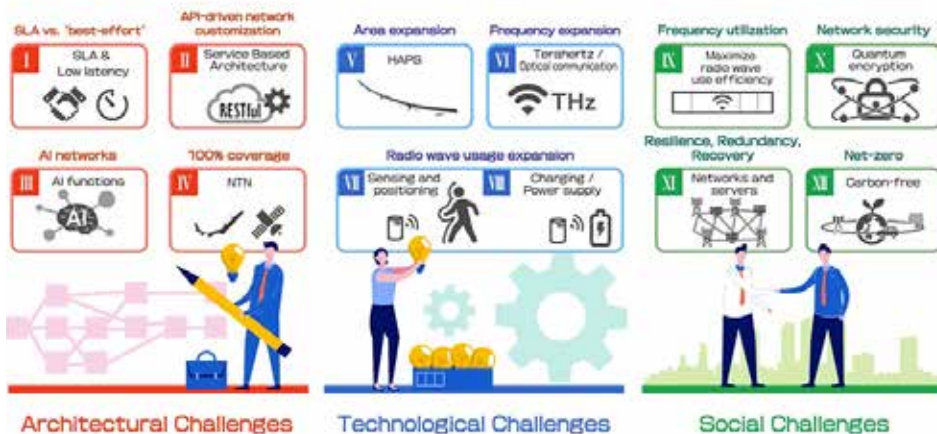 SLA vs. "best-effort"
I
SLA &
Low latency
API-driven network
customization
II
Service Based
Architecture
RESTful
AI networks
III
AI functions
AI
100% coverage
IV
NTN
Area expansion
V
HAPS
Frequency expansion
VI
Terahertz /
Optical communication
THz
Radio wave usage expansion
VII
Sensing and
positioning
VIII
Charging /
Power supply
Frequency utilization
IX
Maximize
radio wave
use efficiency
Network security
X
Quantum
encryption
Resilience, Redundancy,
Recovery
XI
Networks and
servers
Net-zero
XII
Carbon-free
Architectural Challenges
Technological Challenges
Social Challenges